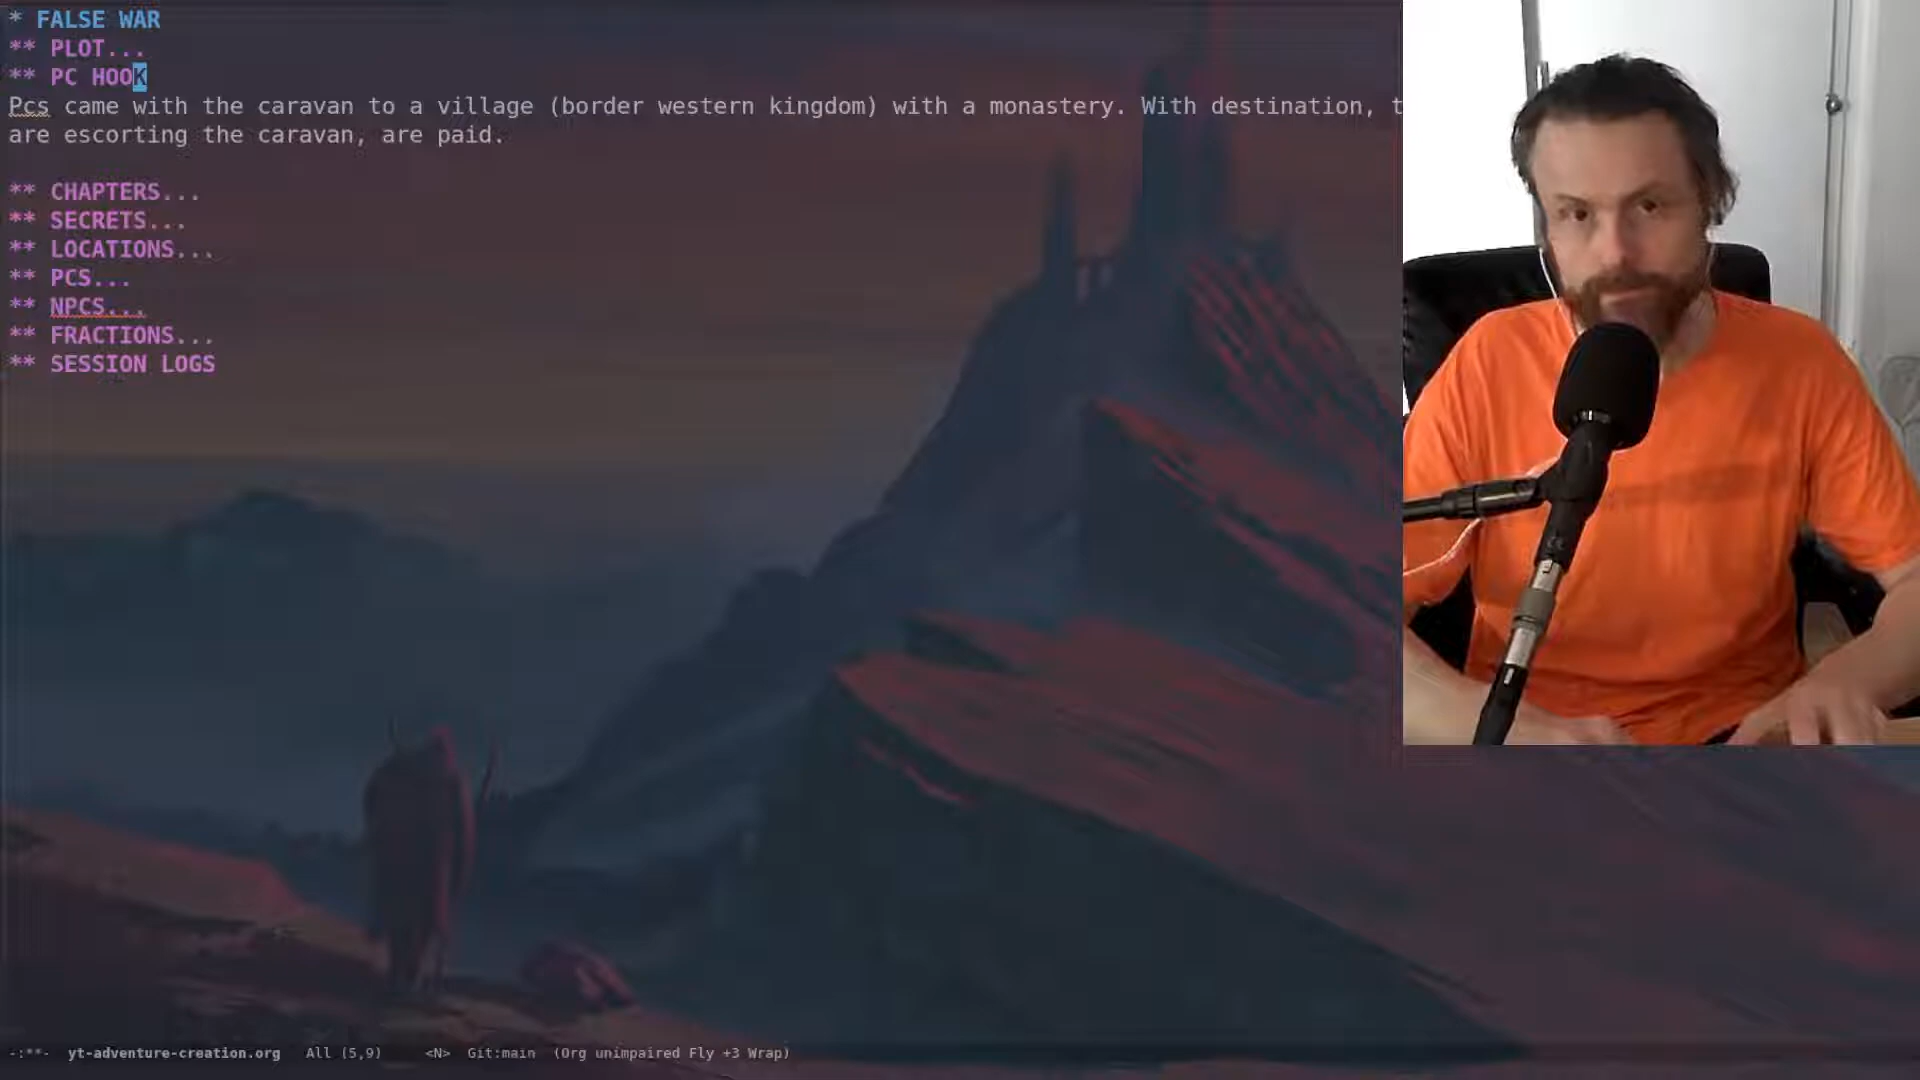 * FALSE WAR
** PLOT...
** PC HOOK
Pcs came with the caravan to a village (border western kingdom) with a monastery. With destination,
are escorting the caravan, are paid.
** CHAPTERS...
** SECRETS...
** LOCATIONS...
** PCS...
** NPCS...
** FRACTIONS...
** SESSION LOGS
-:**- yt-adventure-creation.org All (5,9) <N> Git:main (Org unimpaired Fly +3 Wrap)